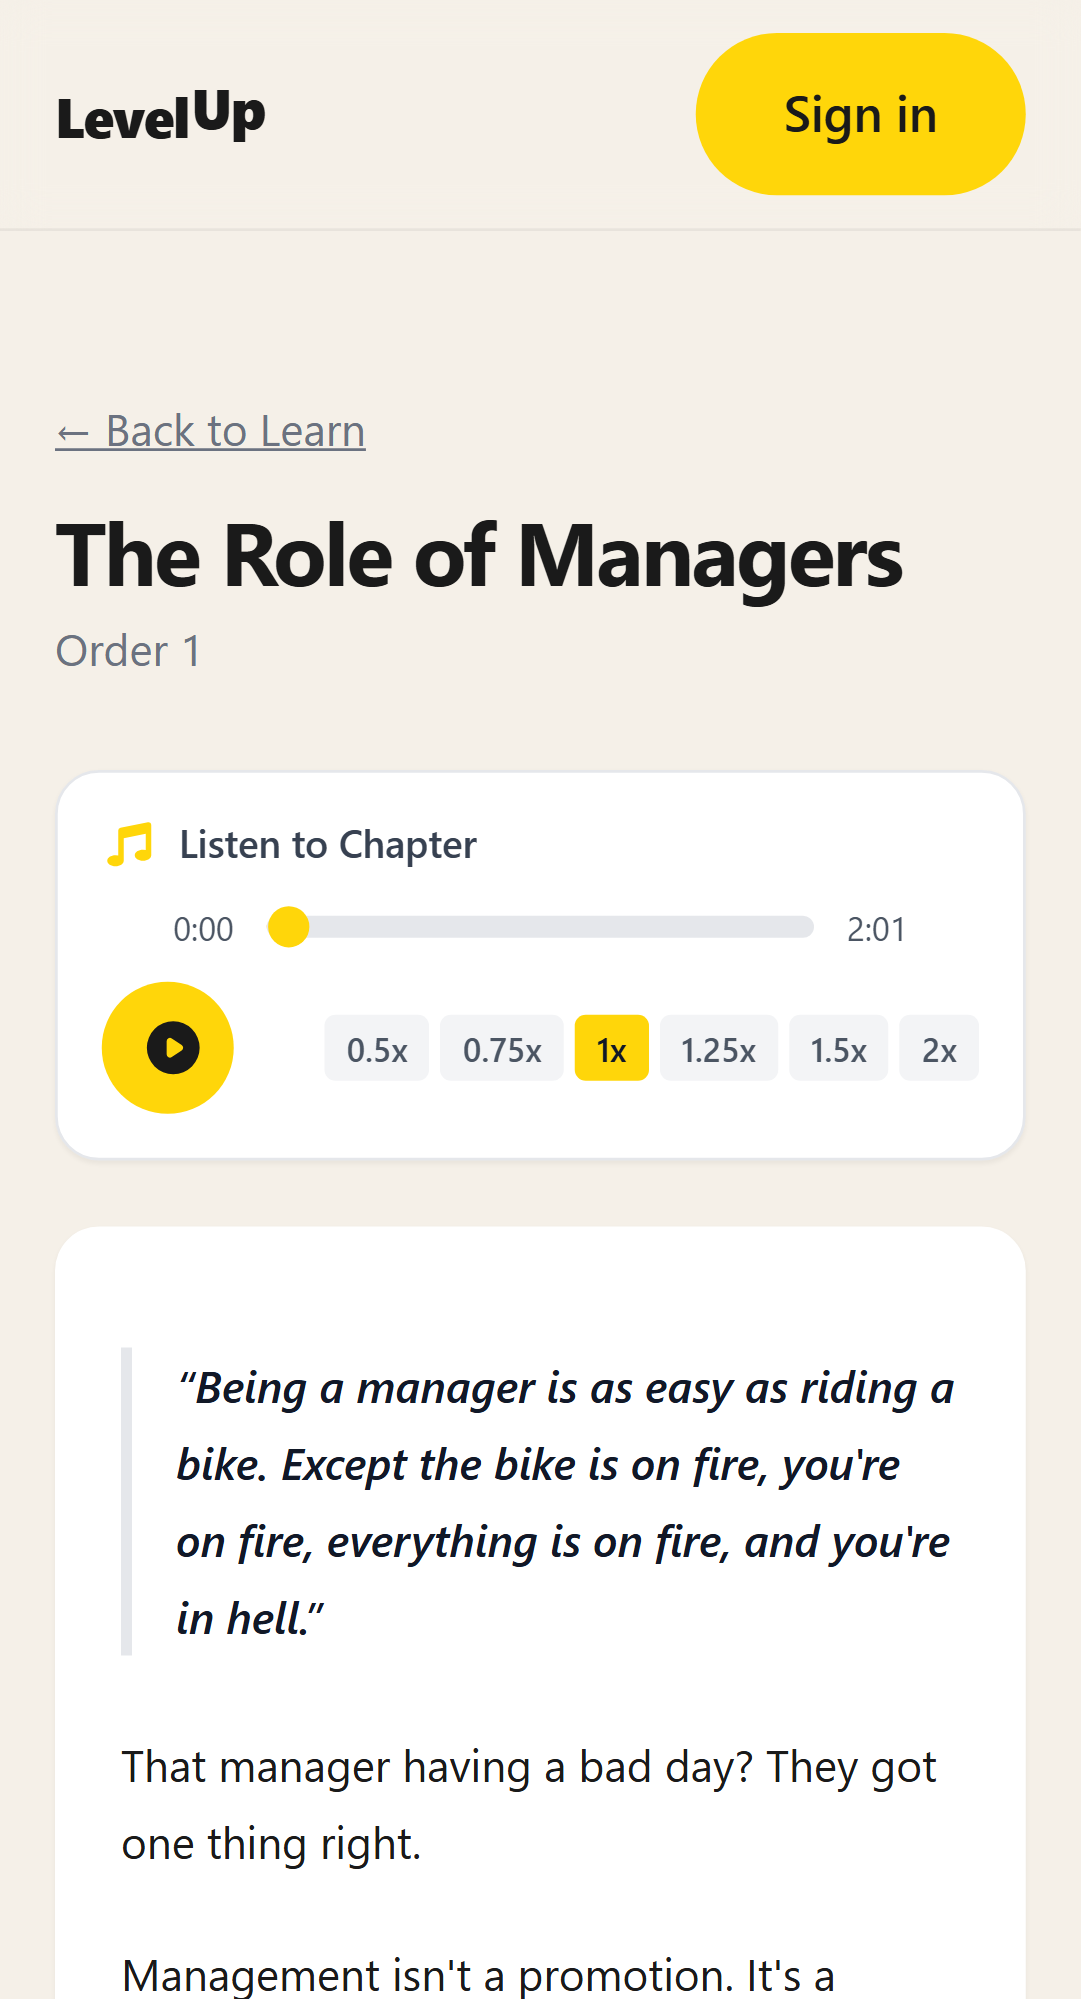 LevelUp
Sign in
← Back to Learn
The Role of Managers
Order 1
Listen to Chapter
0:00
2:01
0.5x 0.75x 1x 1.25x 1.5x 2x
“Being a manager is as easy as riding a
bike. Except the bike is on fire, you're
on fire, everything is on fire, and you're
in hell.”
That manager having a bad day? They got
one thing right.
Management isn't a promotion. It's a